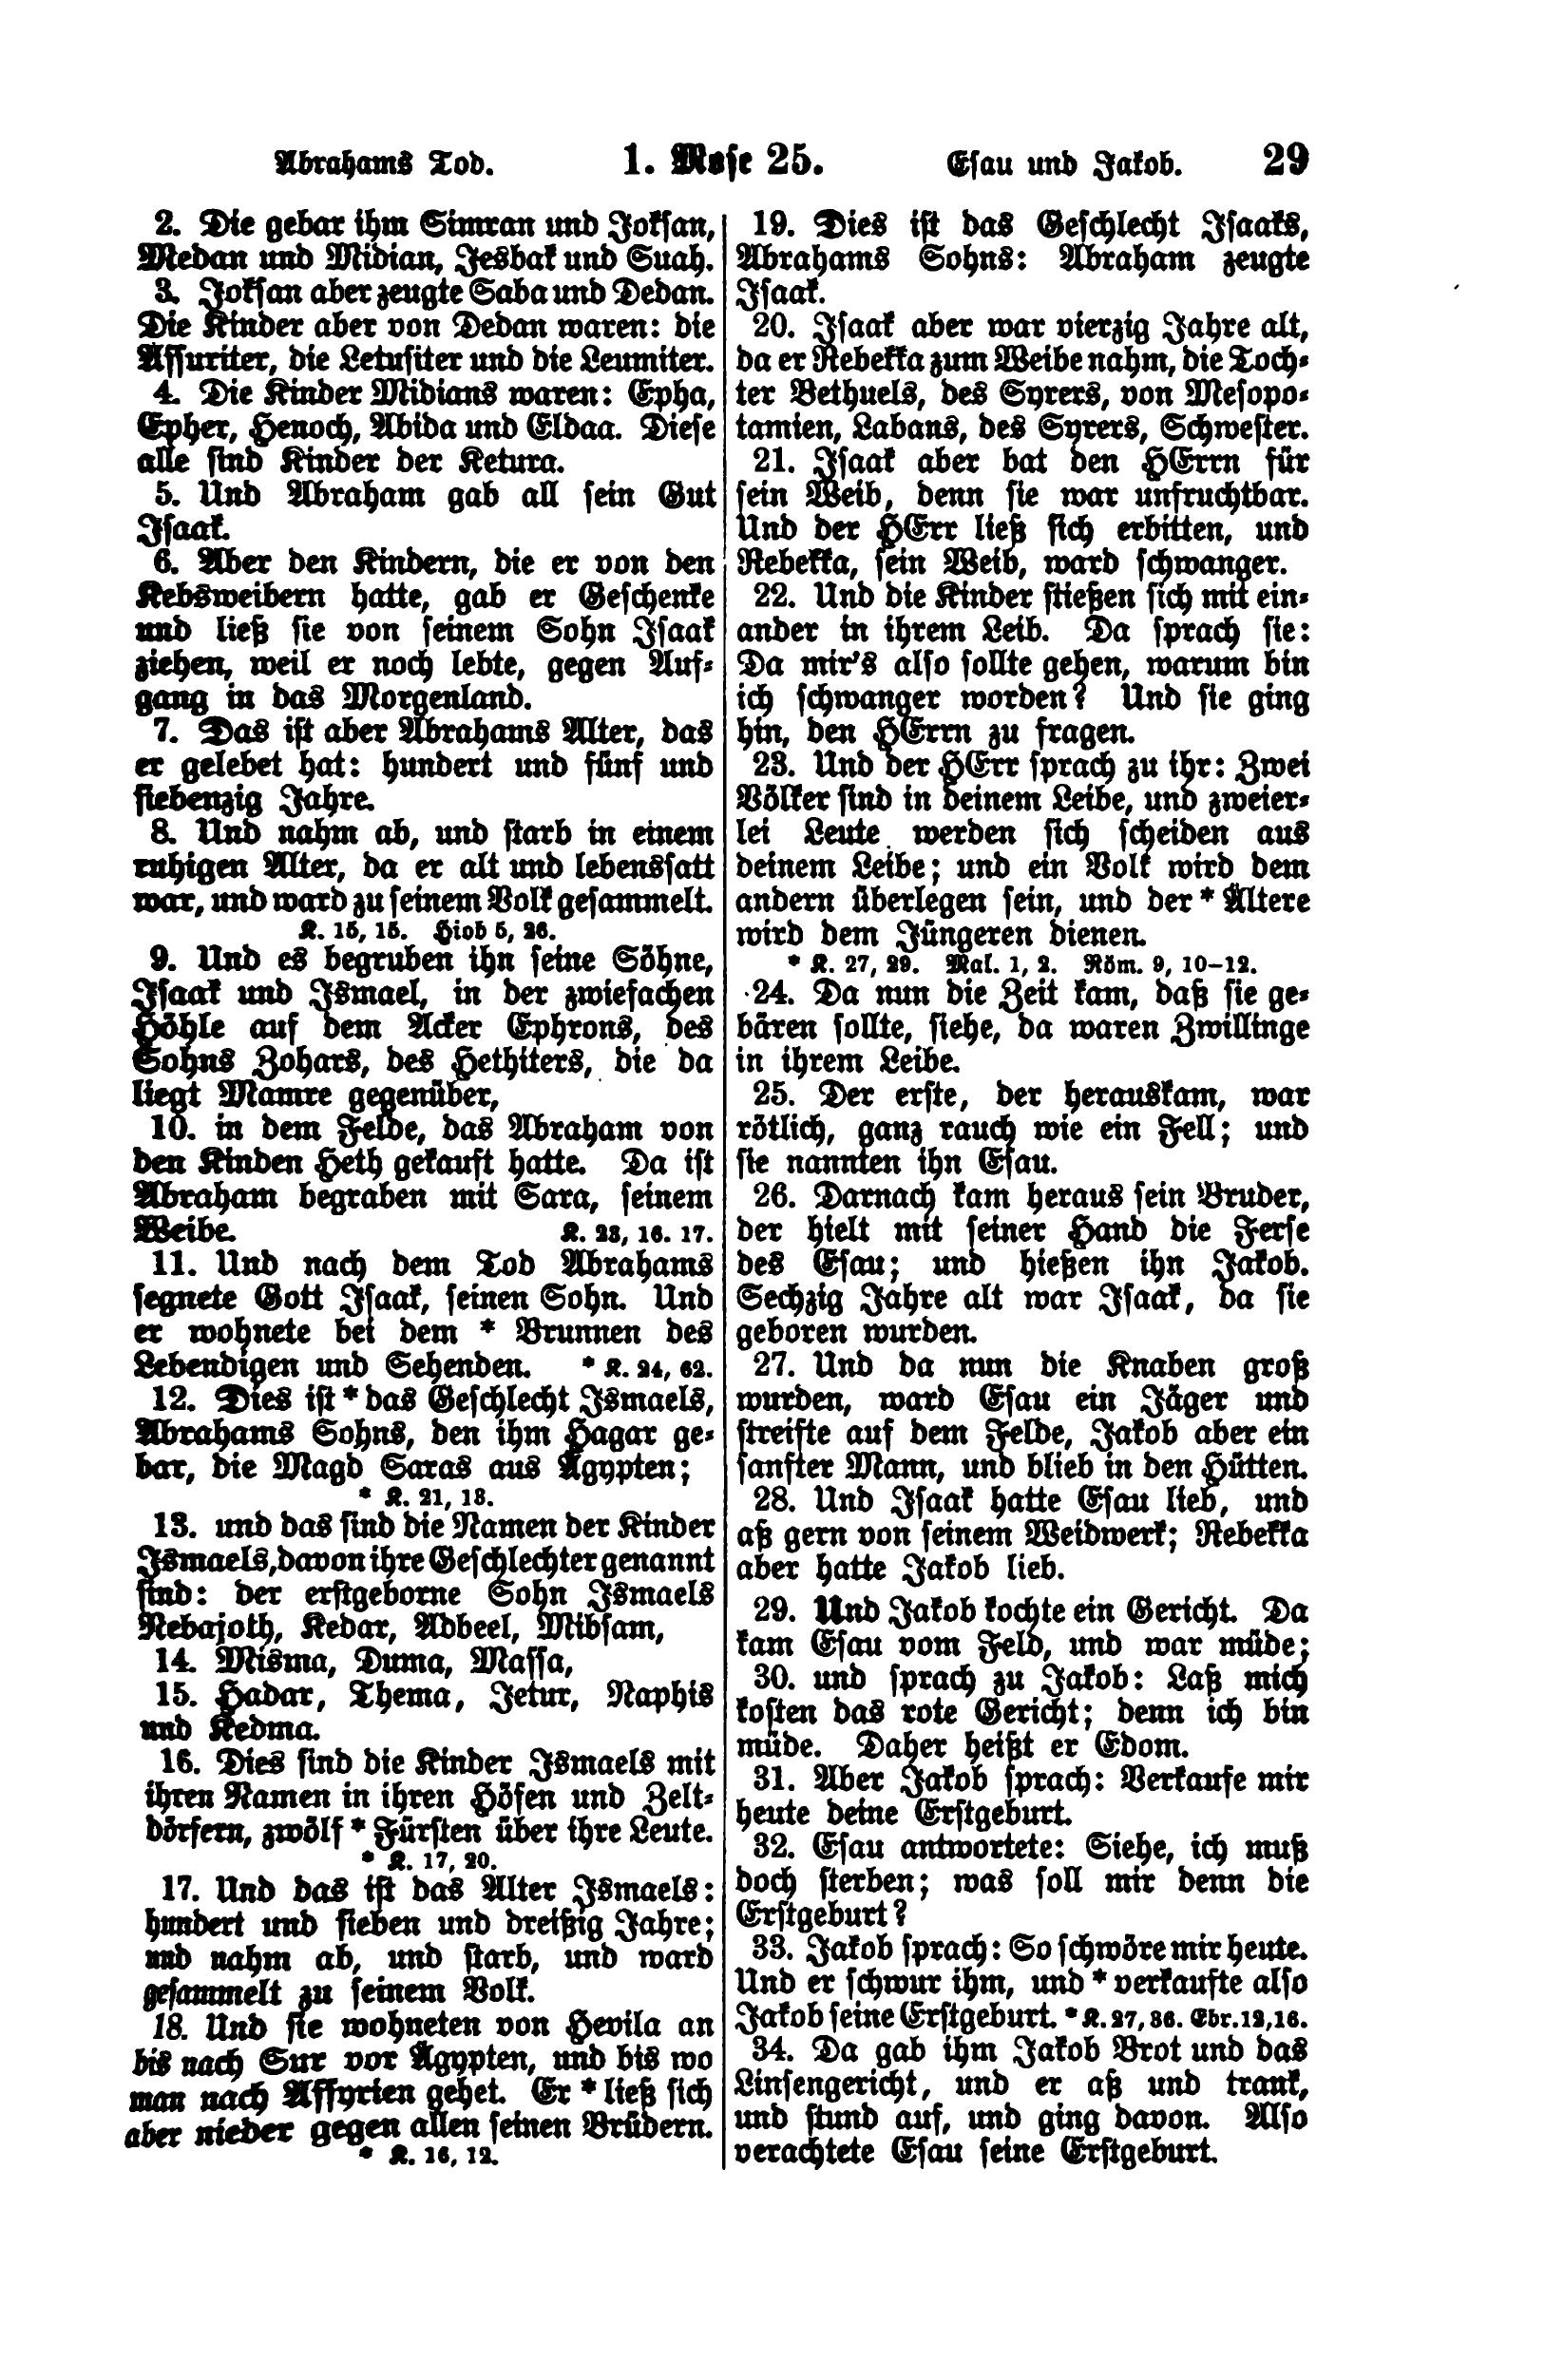 Abrahams Tod. 1. Mose 25. Esau und Jakob. 29
2. Die gebar ihm Simran und Joksan,
Medan und Midian, Jesbak und Suah.
3. Joksan aber zeugte Saba und Dedan.
Die Kinder aber von Dedan waren: die
Assuriter, die Letusiter und die Leumiter.
4. Die Kinder Midians waren: Epha,
Epher, Henoch, Abida und Eldaa. Diese
alle sind Kinder der Ketura.
5. Und Abraham gab all sein Gut
Isaak.
6. Aber den Kindern, die er von den
Kebsweibern hatte, gab er Geschenke
und ließ sie von seinem Sohn Isaak
ziehen, weil er noch lebte, gegen Auf-
gang in das Morgenland.
7. Das ist aber Abrahams Alter, das
er gelebet hat: hundert und fünf und
siebenzig Jahre.
8. Und nahm ab, und starb in einem
ruhigen Alter, da er alt und lebenssatt
war, und ward zu seinem Volk gesammelt.
K. 15, 15. Hiob 5, 26.
9. Und es begruben ihn seine Söhne,
Isaak und Ismael, in der zwiefachen
Höhle auf dem Acker Ephrons, des
Sohns Zohars, des Hethiters, die da
liegt Mamre gegenüber,
10. in dem Felde, das Abraham von
den Kinden Heth gekauft hatte. Da ist
Abraham begraben mit Sara, seinem
Weibe. K. 23, 16. 17.
11. Und nach dem Tod Abrahams
segnete Gott Isaak, seinen Sohn. Und
er wohnete bei dem * Brunnen des
Lebendigen und Sehenden. * K. 24, 62.
12. Dies ist * das Geschlecht Ismaels,
Abrahams Sohns, den ihm Hagar ge-
bar, die Magd Saras aus Ägypten;
* K. 21, 18.
13. und das sind die Namen der Kinder
Ismaels, davon ihre Geschlechter genannt
sind: der erstgeborne Sohn Ismaels
Nebajoth, Kedar, Adbeel, Mibsam,
14. Misma, Duma, Massa,
15. Hadar, Thema, Jetur, Naphis
und Kedma.
16. Dies sind die Kinder Ismaels mit
ihren Namen in ihren Höfen und Zelt-
dörfern, zwölf * Fürsten über ihre Leute.
* K. 17, 20.
17. Und das ist das Alter Ismaels:
hundert und sieben und dreißig Jahre;
und nahm ab, und starb, und ward
gesammelt zu seinem Volk.
18. Und sie wohneten von Hevila an
bis nach Sur vor Ägypten, und bis wo
man nach Assyrien gehet. Er * ließ sich
aber nieder gegen allen seinen Brüdern.
* K. 16, 12.
19. Dies ist das Geschlecht Isaaks,
Abrahams Sohns: Abraham zeugte
Isaak.
20. Isaak aber war vierzig Jahre alt,
da er Rebekka zum Weibe nahm, die Toch-
ter Bethuels, des Syrers, von Mesopo-
tamien, Labans, des Syrers, Schwester.
21. Isaak aber bat den HErrn für
sein Weib, denn sie war unfruchtbar.
Und der HErr ließ sich erbitten, und
Rebekka, sein Weib, ward schwanger.
22. Und die Kinder stießen sich mit ein-
ander in ihrem Leib. Da sprach sie:
Da mir's also sollte gehen, warum bin
ich schwanger worden? Und sie ging
hin, den HErrn zu fragen.
23. Und der HErr sprach zu ihr: Zwei
Völker sind in deinem Leibe, und zweier-
lei Leute werden sich scheiden aus
deinem Leibe; und ein Volk wird dem
andern überlegen sein, und der * Ältere
wird dem Jüngeren dienen.
* K. 27, 29. Mal. 1, 2. Röm. 9, 10–12.
24. Da nun die Zeit kam, daß sie ge-
bären sollte, siehe, da waren Zwillinge
in ihrem Leibe.
25. Der erste, der herauskam, war
rötlich, ganz rauch wie ein Fell; und
sie nannten ihn Esau.
26. Darnach kam heraus sein Bruder,
der hielt mit seiner Hand die Ferse
des Esau; und hießen ihn Jakob.
Sechzig Jahre alt war Isaak, da sie
geboren wurden.
27. Und da nun die Knaben groß
wurden, ward Esau ein Jäger und
streifte auf dem Felde, Jakob aber ein
sanfter Mann, und blieb in den Hütten.
28. Und Isaak hatte Esau lieb, und
aß gern von seinem Weidwerk; Rebekka
aber hatte Jakob lieb.
29. Und Jakob kochte ein Gericht. Da
kam Esau vom Feld, und war müde;
30. und sprach zu Jakob: Laß mich
kosten das rote Gericht; denn ich bin
müde. Daher heißt er Edom.
31. Aber Jakob sprach: Verkaufe mir
heute deine Erstgeburt.
32. Esau antwortete: Siehe, ich muß
doch sterben; was soll mir denn die
Erstgeburt?
33. Jakob sprach: So schwöre mir heute.
Und er schwur ihm, und * verkaufte also
Jakob seine Erstgeburt. * K. 27, 36. Ebr. 12, 16.
34. Da gab ihm Jakob Brot und das
Linsengericht, und er aß und trank,
und stund auf, und ging davon. Also
verachtete Esau seine Erstgeburt.